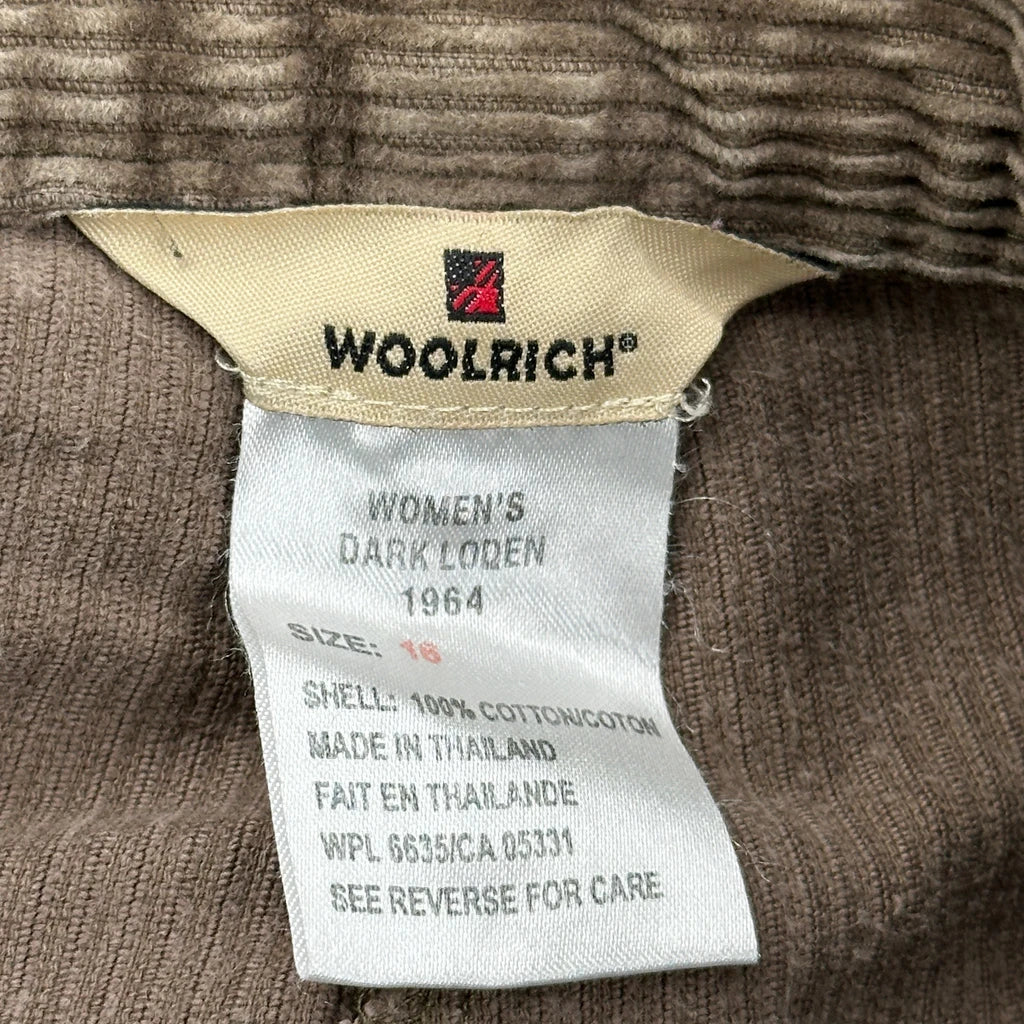 WOOLRICH®
WOMEN'S
DARK LODEN
1964
SIZE: 16
SHELL: 100% COTTON/COTON
MADE IN THAILAND
FAIT EN THAILANDE
WPL 6635/CA 05331
SEE REVERSE FOR CARE